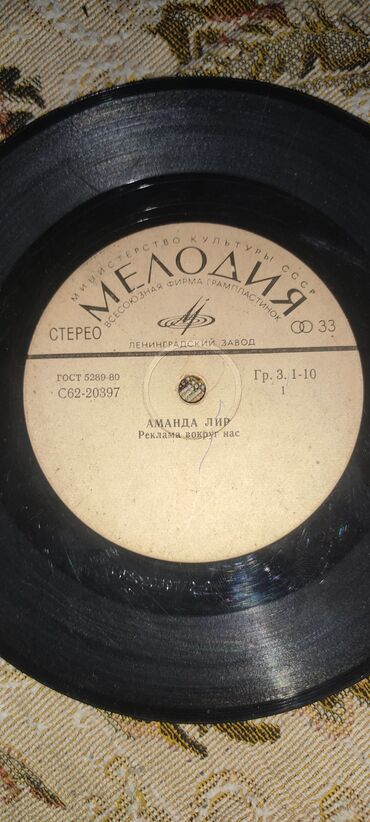 МИНИСТЕРСТВО КУЛЬТУРЫ СССР
МЕЛОДИЯ
ВСЕСОЮЗНАЯ ФИРМА ГРАМПЛАСТИНОК
СТЕРЕО
33
ЛЕНИНГРАДСКИЙ ЗАВОД
ГОСТ 5289-80
Гр. 3. 1-10
С62-20397
1
АМАНДА ЛИР
Реклама вокруг нас